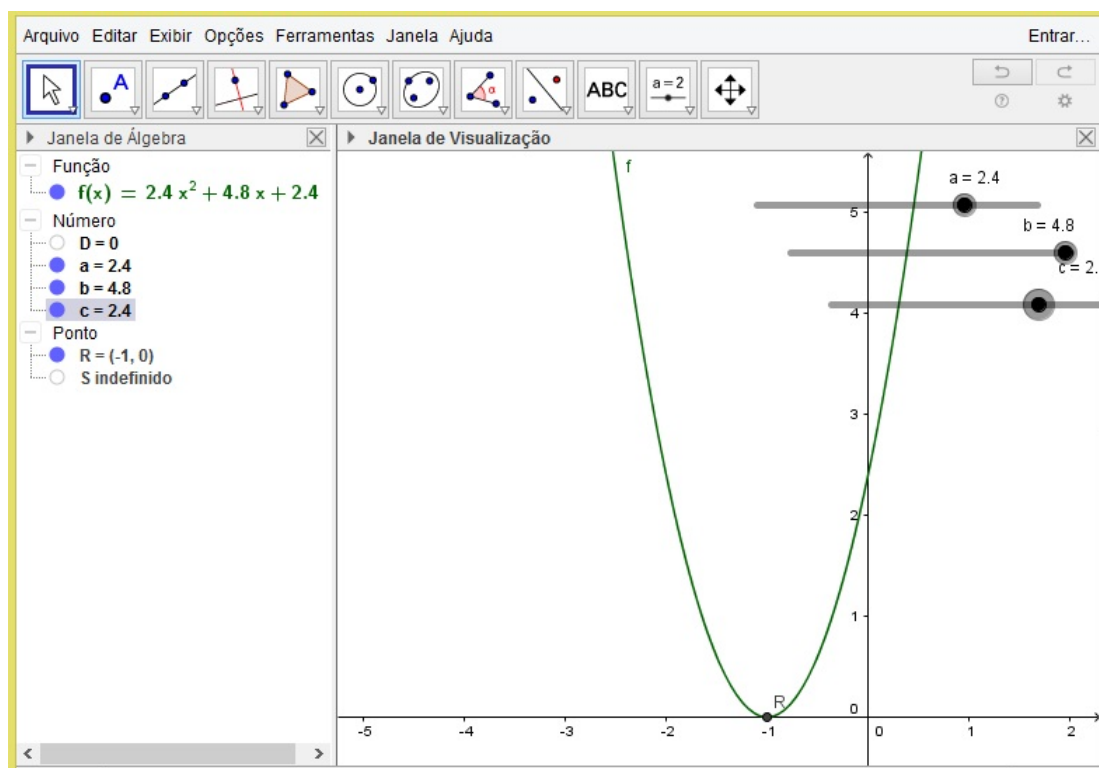 Arquivo Editar Exibir Opções Ferramentas Janela Ajuda Entrar...
A
α
ABC
a = 2
Janela de Álgebra
Função
f(x) = 2.4 x² + 4.8 x + 2.4
Número
D = 0
a = 2.4
b = 4.8
c = 2.4
Ponto
R = (-1, 0)
S indefinido
Janela de Visualização
f
a = 2.4
b = 4.8
c = 2.
5
4
3
2
1
0
R
-5 -4 -3 -2 -1 0 1 2